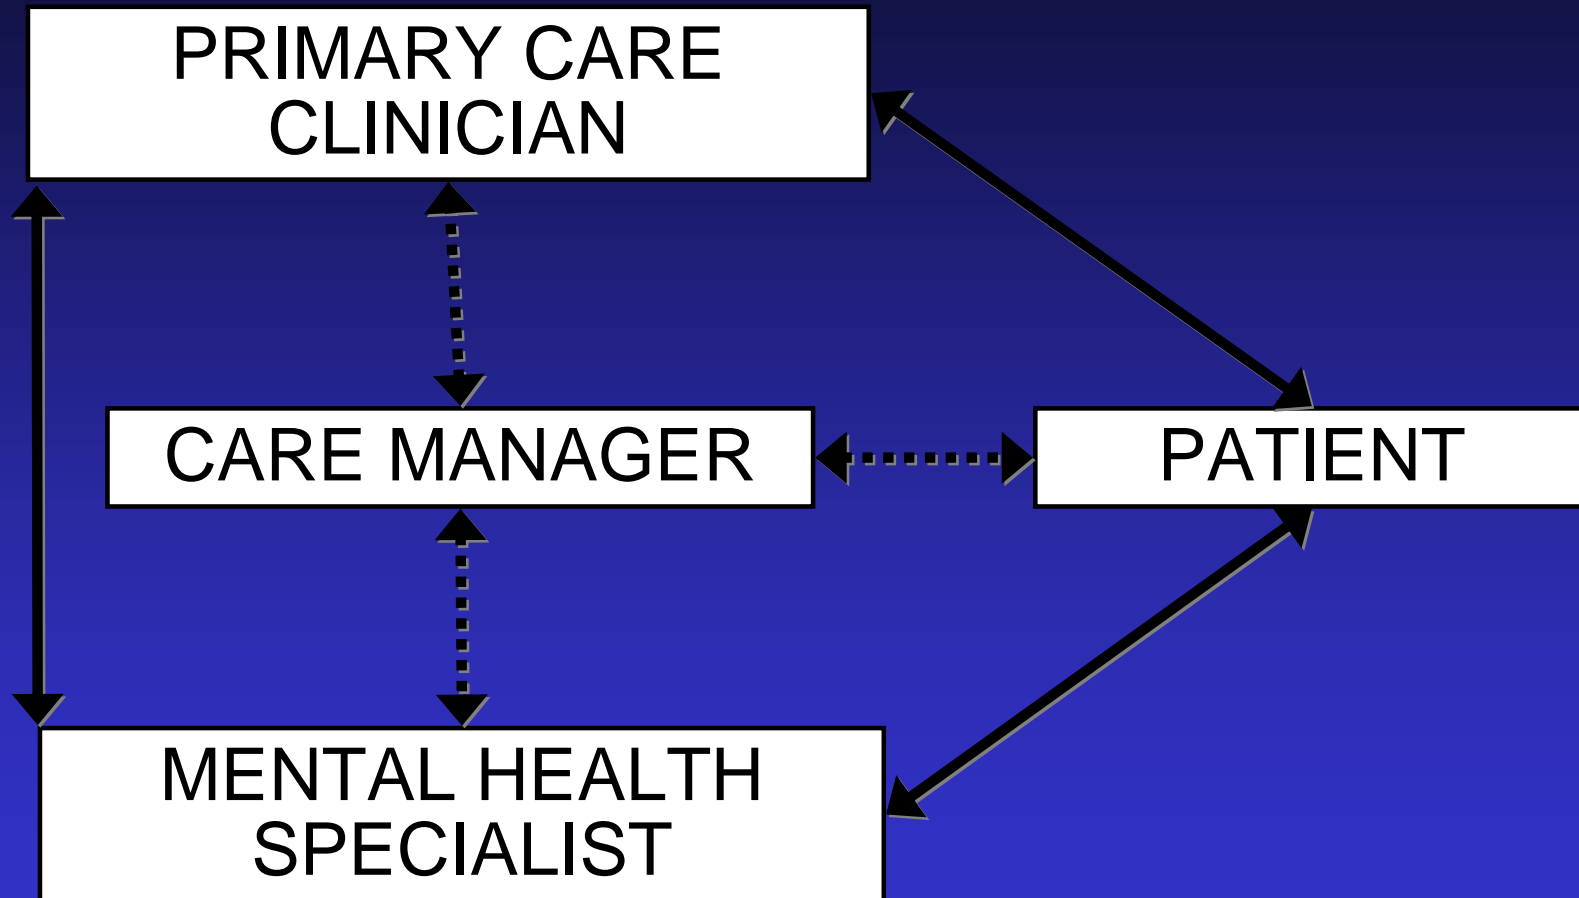 PRIMARY CARE
CLINICIAN
CARE MANAGER
PATIENT
MENTAL HEALTH
SPECIALIST